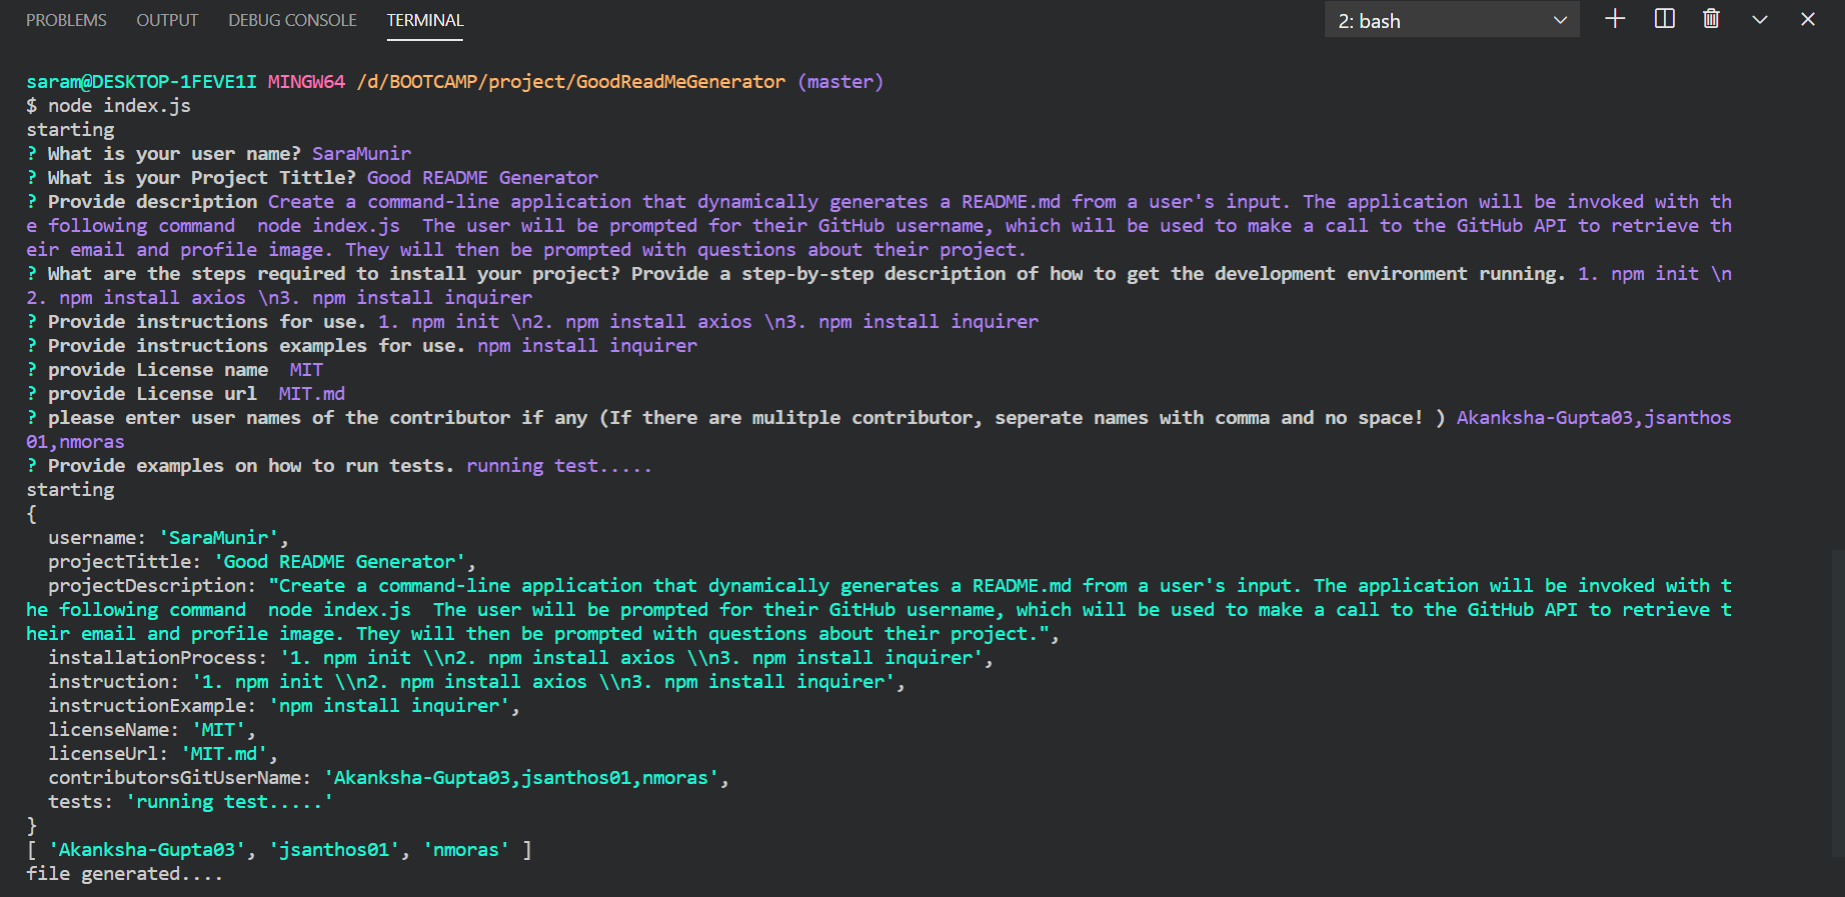 PROBLEMS OUTPUT DEBUG CONSOLE TERMINAL 2: bash
saram@DESKTOP-1FEVE1I MINGW64 /d/BOOTCAMP/project/GoodReadMeGenerator (master)
$ node index.js
starting
? What is your user name? SaraMunir
? What is your Project Tittle? Good README Generator
? Provide description Create a command-line application that dynamically generates a README.md from a user's input. The application will be invoked with th
e following command  node index.js  The user will be prompted for their GitHub username, which will be used to make a call to the GitHub API to retrieve th
eir email and profile image. They will then be prompted with questions about their project.
? What are the steps required to install your project? Provide a step-by-step description of how to get the development environment running. 1. npm init \n
2. npm install axios \n3. npm install inquirer
? Provide instructions for use. 1. npm init \n2. npm install axios \n3. npm install inquirer
? Provide instructions examples for use. npm install inquirer
? provide License name  MIT
? provide License url  MIT.md
? please enter user names of the contributor if any (If there are mulitple contributor, seperate names with comma and no space! ) Akanksha-Gupta03,jsanthos
01,nmoras
? Provide examples on how to run tests. running test.....
starting
{
  username: 'SaraMunir',
  projectTittle: 'Good README Generator',
  projectDescription: "Create a command-line application that dynamically generates a README.md from a user's input. The application will be invoked with t
he following command  node index.js  The user will be prompted for their GitHub username, which will be used to make a call to the GitHub API to retrieve t
heir email and profile image. They will then be prompted with questions about their project.",
  installationProcess: '1. npm init \\n2. npm install axios \\n3. npm install inquirer',
  instruction: '1. npm init \\n2. npm install axios \\n3. npm install inquirer',
  instructionExample: 'npm install inquirer',
  licenseName: 'MIT',
  licenseUrl: 'MIT.md',
  contributorsGitUserName: 'Akanksha-Gupta03,jsanthos01,nmoras',
  tests: 'running test.....'
}
[ 'Akanksha-Gupta03', 'jsanthos01', 'nmoras' ]
file generated....